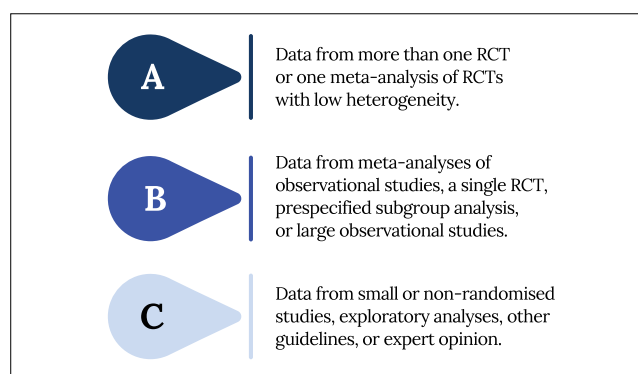 A
Data from more than one RCT
or one meta-analysis of RCTs
with low heterogeneity.
B
Data from meta-analyses of
observational studies, a single RCT,
prespecified subgroup analysis,
or large observational studies.
C
Data from small or non-randomised
studies, exploratory analyses, other
guidelines, or expert opinion.